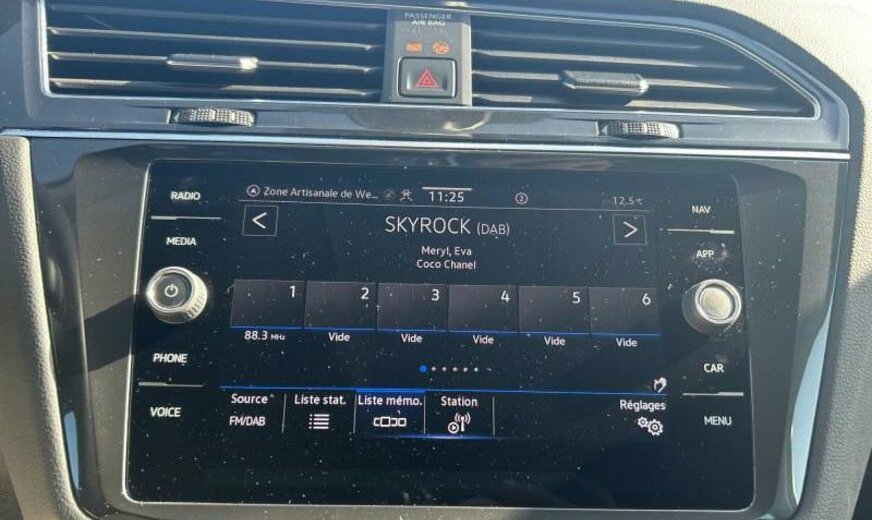 PASSENGER
AIR BAG
RADIO
MEDIA
PHONE
VOICE
Zone Artisanale de We...
11:25
2
12,5°C
SKYROCK (DAB)
Meryl, Eva
Coco Chanel
1 2 3 4 5 6
88.3 MHz Vide Vide Vide Vide Vide
Source Liste stat. Liste mémo. Station Réglages
FM/DAB
NAV
APP
CAR
MENU